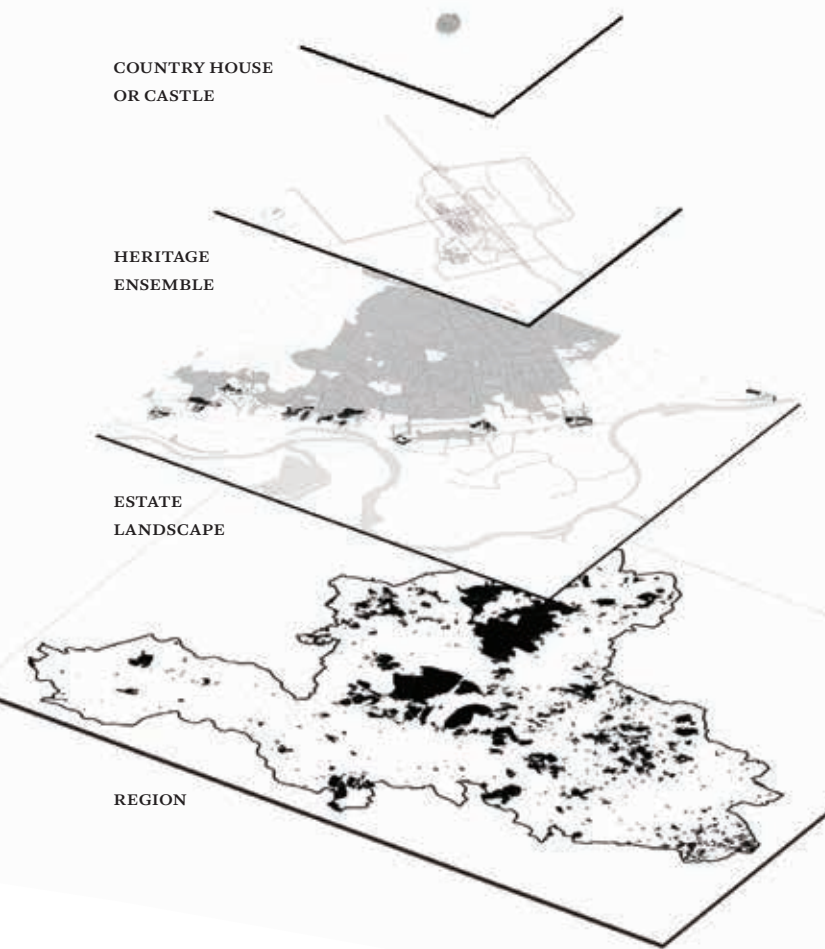 COUNTRY HOUSE
OR CASTLE
HERITAGE
ENSEMBLE
ESTATE
LANDSCAPE
REGION